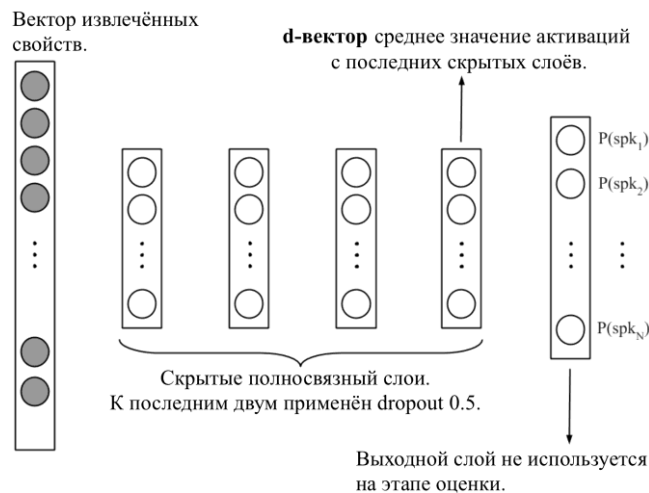 Вектор извлечённых
свойств.
d-вектор среднее значение активаций
с последних скрытых слоёв.
P(spk₁)
P(spk₂)
P(spk_N)
Скрытые полносвязный слои.
К последним двум применён dropout 0.5.
Выходной слой не используется
на этапе оценки.